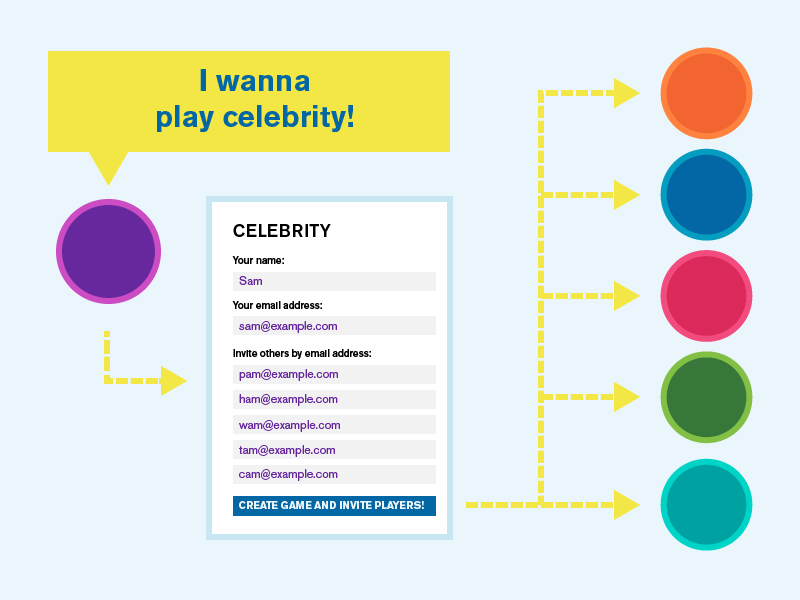 I wanna
play celebrity!
CELEBRITY
Your name:
Sam
Your email address:
sam@example.com
Invite others by email address:
pam@example.com
ham@example.com
wam@example.com
tam@example.com
cam@example.com
CREATE GAME AND INVITE PLAYERS!